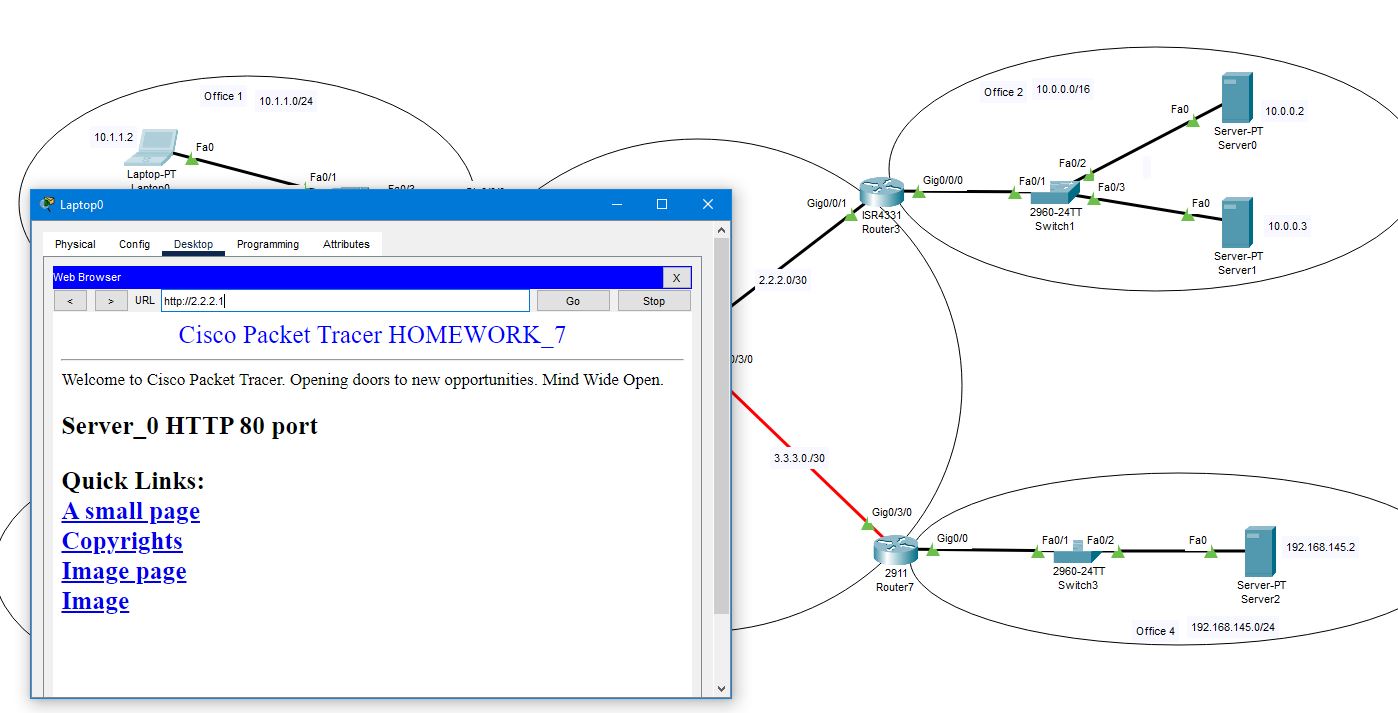 Office 1
10.1.1.0/24
10.1.1.2
Fa0
Laptop-PT
Laptop0
Fa0/1
Laptop0
Physical
Config
Desktop
Programming
Attributes
Web Browser
X
<
>
URL
http://2.2.2.1
Go
Stop
Cisco Packet Tracer HOMEWORK_7
Welcome to Cisco Packet Tracer. Opening doors to new opportunities. Mind Wide Open.
Server_0 HTTP 80 port
Quick Links:
A small page
Copyrights
Image page
Image
Office 2
10.0.0.0/16
Fa0
10.0.0.2
Server-PT
Server0
Fa0/2
Gig0/0/0
Fa0/1
Fa0/3
Gig0/0/1
ISR4331
Router3
2960-24TT
Switch1
Fa0
10.0.0.3
Server-PT
Server1
2.2.2.0/30
/3/0
3.3.3.0./30
Gig0/3/0
Gig0/0
2911
Router7
Fa0/1
Fa0/2
2960-24TT
Switch3
Fa0
192.168.145.2
Server-PT
Server2
Office 4
192.168.145.0/24